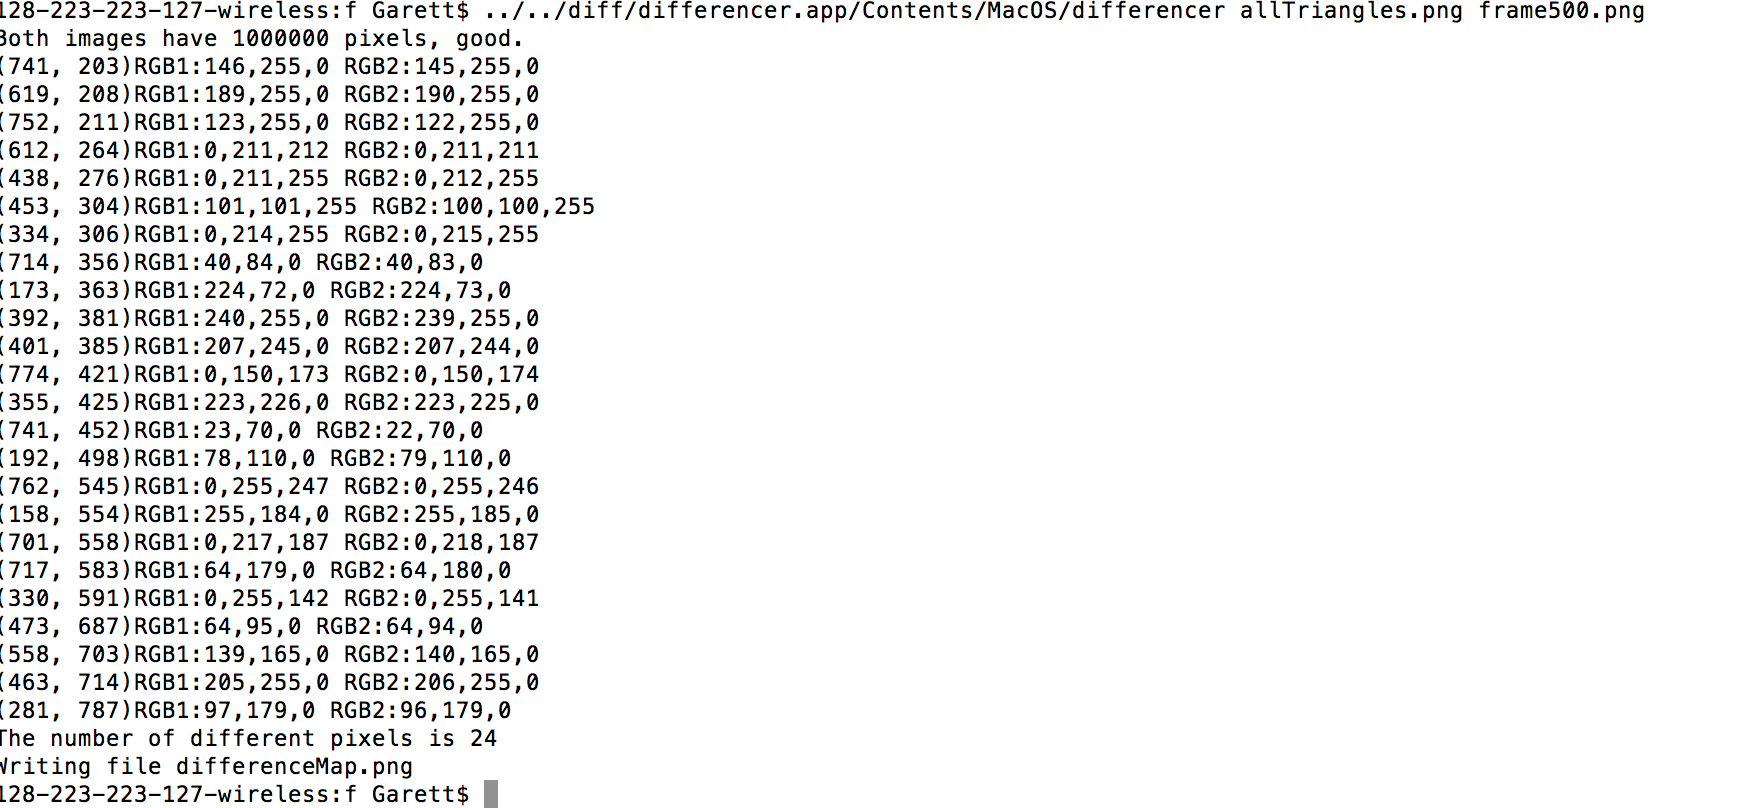 128-223-223-127-wireless:f Garett$ ../../diff/differencer.app/Contents/MacOS/differencer allTriangles.png frame500.png
Both images have 1000000 pixels, good.
(741, 203)RGB1:146,255,0 RGB2:145,255,0
(619, 208)RGB1:189,255,0 RGB2:190,255,0
(752, 211)RGB1:123,255,0 RGB2:122,255,0
(612, 264)RGB1:0,211,212 RGB2:0,211,211
(438, 276)RGB1:0,211,255 RGB2:0,212,255
(453, 304)RGB1:101,101,255 RGB2:100,100,255
(334, 306)RGB1:0,214,255 RGB2:0,215,255
(714, 356)RGB1:40,84,0 RGB2:40,83,0
(173, 363)RGB1:224,72,0 RGB2:224,73,0
(392, 381)RGB1:240,255,0 RGB2:239,255,0
(401, 385)RGB1:207,245,0 RGB2:207,244,0
(774, 421)RGB1:0,150,173 RGB2:0,150,174
(355, 425)RGB1:223,226,0 RGB2:223,225,0
(741, 452)RGB1:23,70,0 RGB2:22,70,0
(192, 498)RGB1:78,110,0 RGB2:79,110,0
(762, 545)RGB1:0,255,247 RGB2:0,255,246
(158, 554)RGB1:255,184,0 RGB2:255,185,0
(701, 558)RGB1:0,217,187 RGB2:0,218,187
(717, 583)RGB1:64,179,0 RGB2:64,180,0
(330, 591)RGB1:0,255,142 RGB2:0,255,141
(473, 687)RGB1:64,95,0 RGB2:64,94,0
(558, 703)RGB1:139,165,0 RGB2:140,165,0
(463, 714)RGB1:205,255,0 RGB2:206,255,0
(281, 787)RGB1:97,179,0 RGB2:96,179,0
The number of different pixels is 24
Writing file differenceMap.png
128-223-223-127-wireless:f Garett$